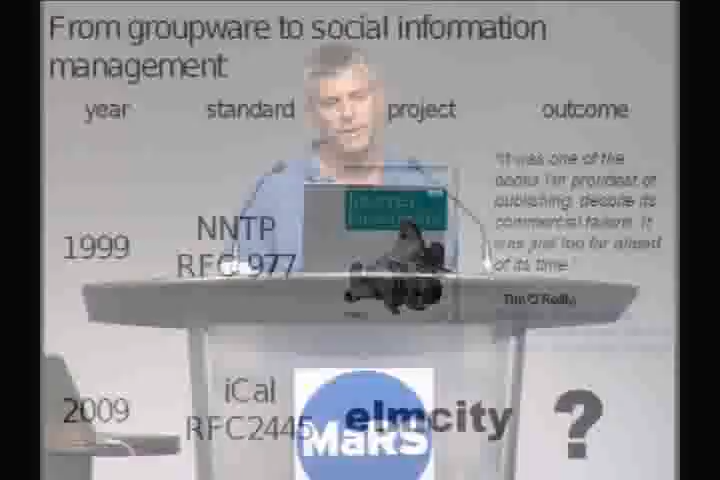 From groupware to social information
management
year standard project outcome
"It was one of the
books I'm proudest of
publishing, despite its
commercial failure. It
was just too far ahead
of its time."
Tim O'Reilly
1999
NNTP
RFC 977
Internet
Groupware
2009
iCal
RFC2445
elmcity
?
MaRS